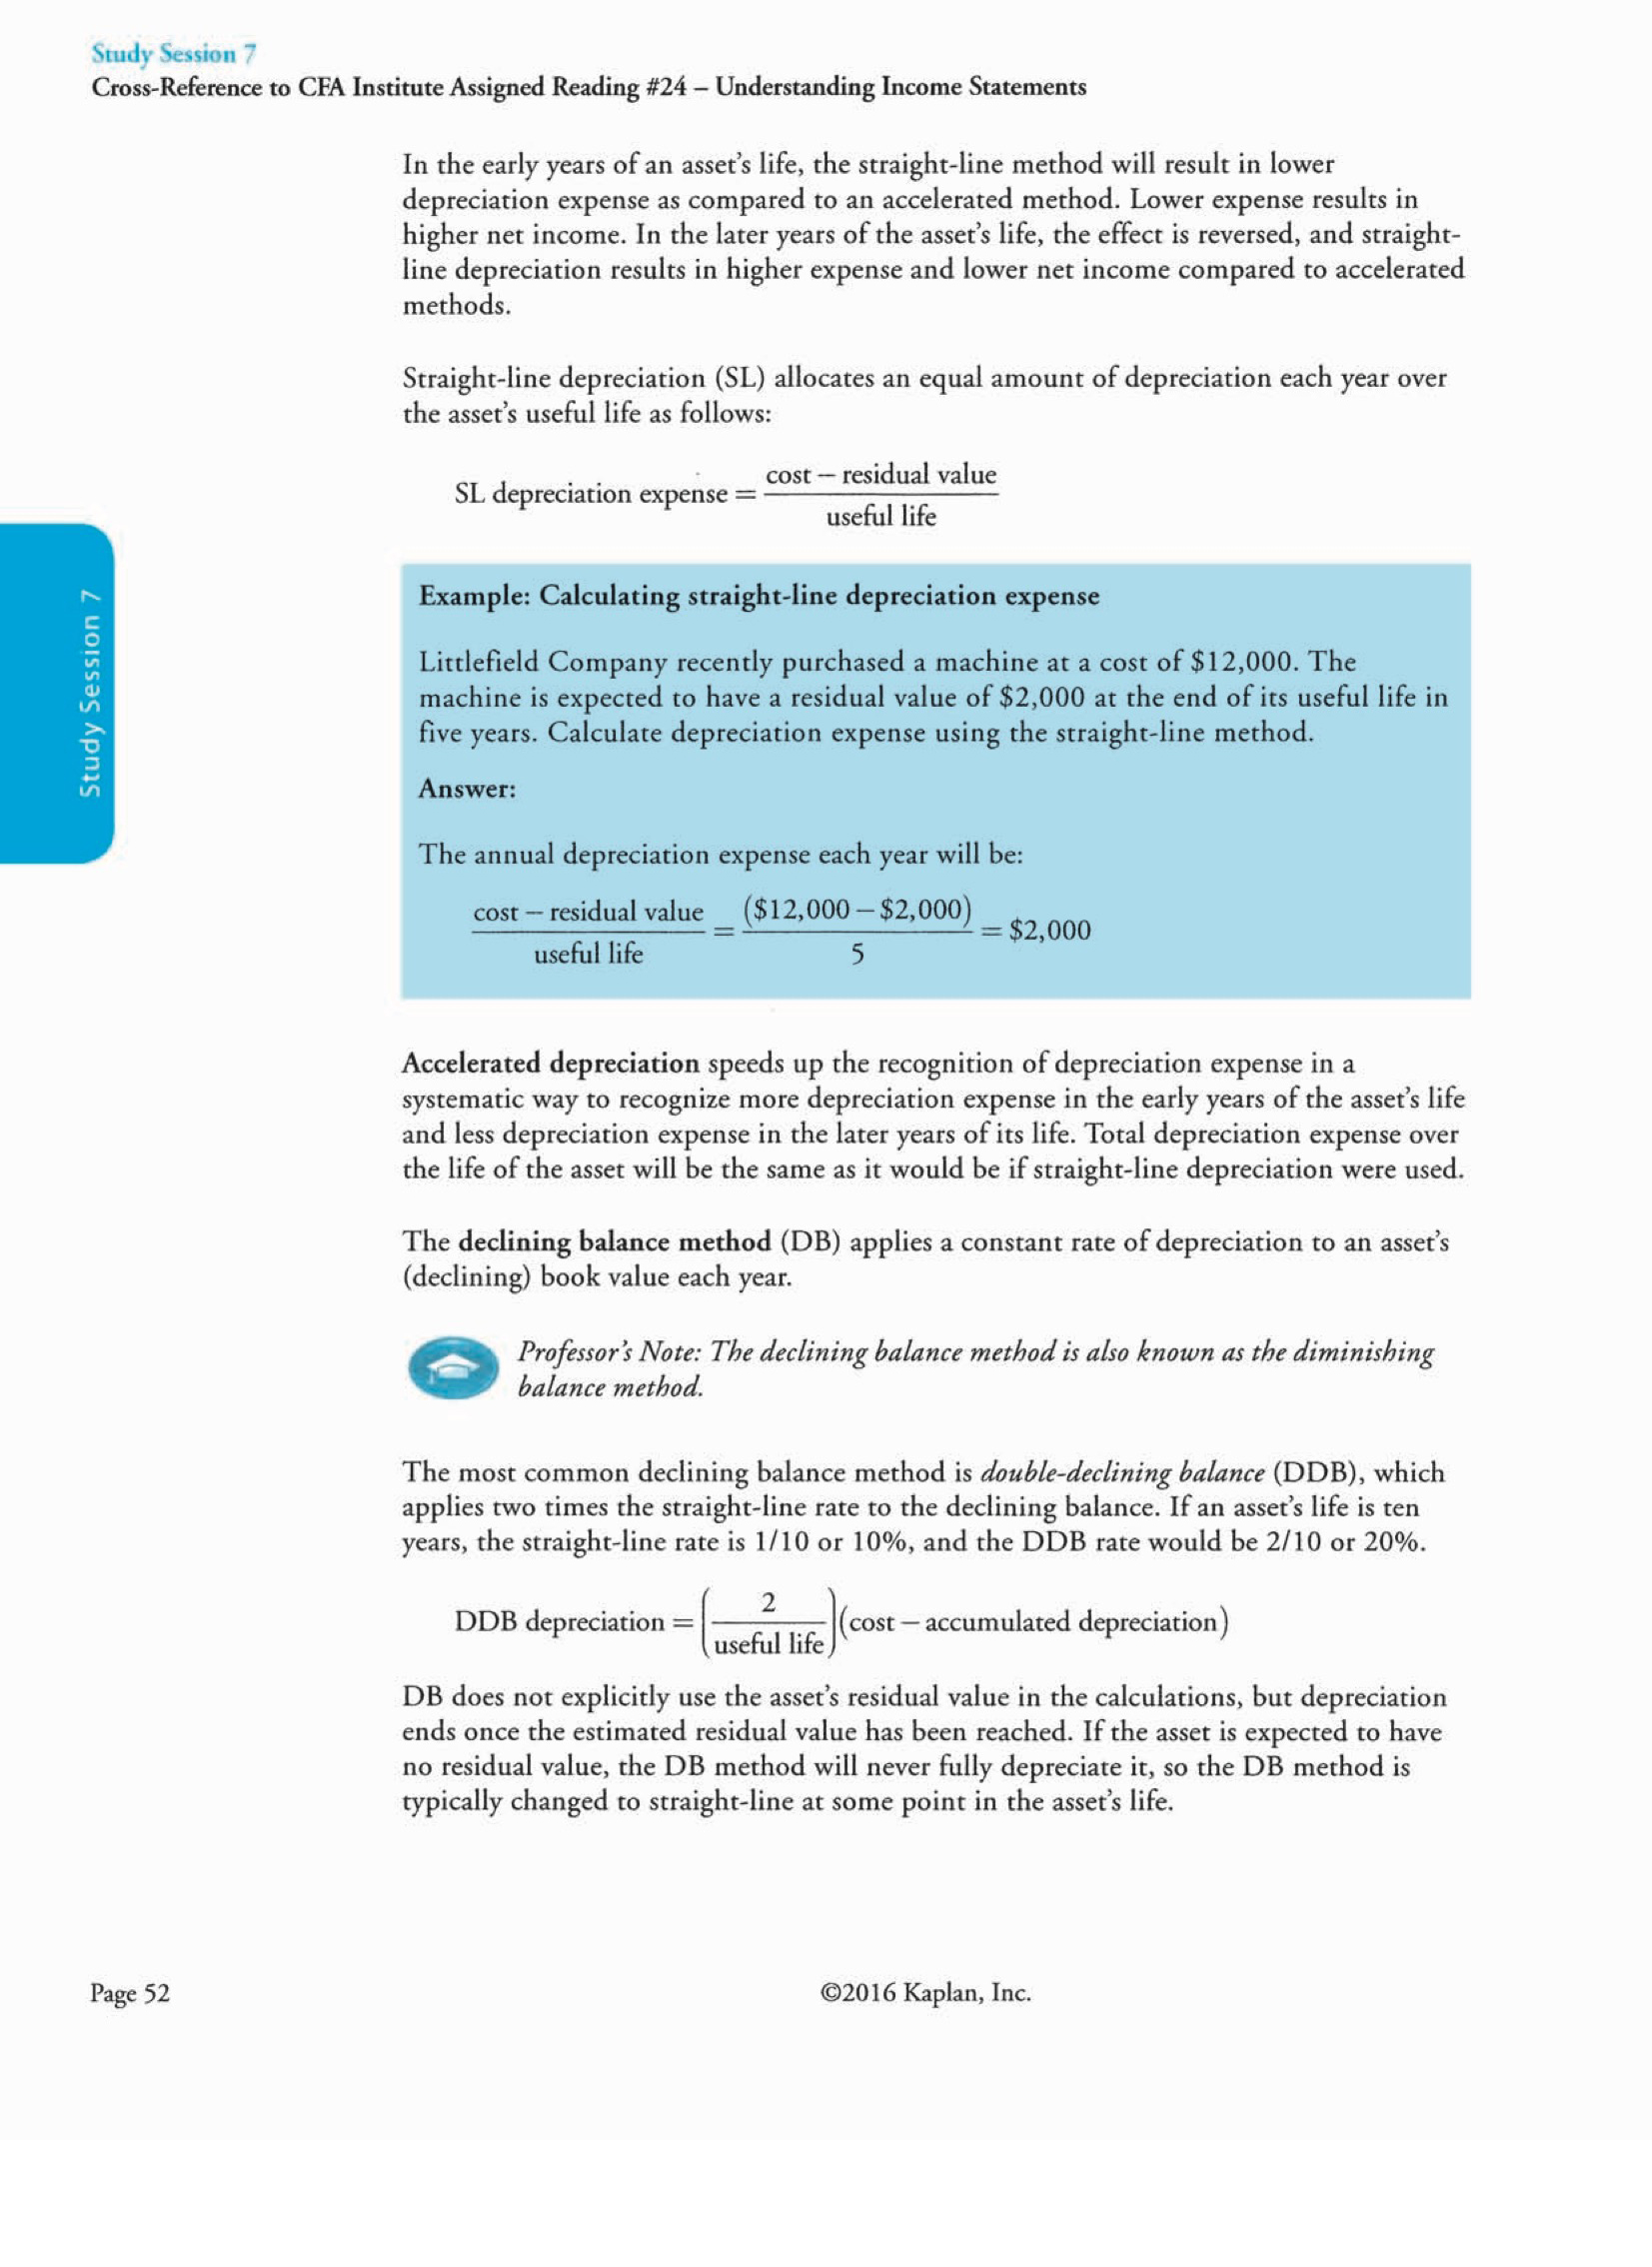 Study Session 7
Cross-Reference to CFA Institute Assigned Reading #24 – Understanding Income Statements
In the early years of an asset's life, the straight-line method will result in lower
depreciation expense as compared to an accelerated method. Lower expense results in
higher net income. In the later years of the asset's life, the effect is reversed, and straight-
line depreciation results in higher expense and lower net income compared to accelerated
methods.
Straight-line depreciation (SL) allocates an equal amount of depreciation each year over
the asset's useful life as follows:
SL depreciation expense = cost – residual value
useful life
Study Session 7
Example: Calculating straight-line depreciation expense
Littlefield Company recently purchased a machine at a cost of $12,000. The
machine is expected to have a residual value of $2,000 at the end of its useful life in
five years. Calculate depreciation expense using the straight-line method.
Answer:
The annual depreciation expense each year will be:
cost – residual value = ($12,000 – $2,000) = $2,000
useful life 5
Accelerated depreciation speeds up the recognition of depreciation expense in a
systematic way to recognize more depreciation expense in the early years of the asset's life
and less depreciation expense in the later years of its life. Total depreciation expense over
the life of the asset will be the same as it would be if straight-line depreciation were used.
The declining balance method (DB) applies a constant rate of depreciation to an asset's
(declining) book value each year.
Professor's Note: The declining balance method is also known as the diminishing
balance method.
The most common declining balance method is double-declining balance (DDB), which
applies two times the straight-line rate to the declining balance. If an asset's life is ten
years, the straight-line rate is 1/10 or 10%, and the DDB rate would be 2/10 or 20%.
DDB depreciation = (2 / useful life)(cost – accumulated depreciation)
DB does not explicitly use the asset's residual value in the calculations, but depreciation
ends once the estimated residual value has been reached. If the asset is expected to have
no residual value, the DB method will never fully depreciate it, so the DB method is
typically changed to straight-line at some point in the asset's life.
Page 52
©2016 Kaplan, Inc.